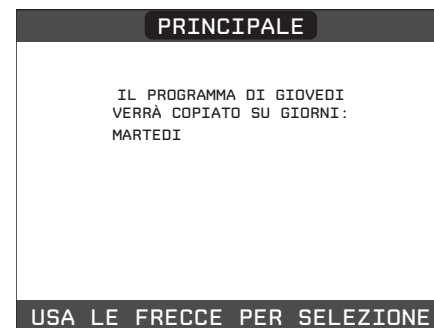 PRINCIPALE
IL PROGRAMMA DI GIOVEDI
VERRÀ COPIATO SU GIORNI:
MARTEDI
USA LE FRECCE PER SELEZIONE